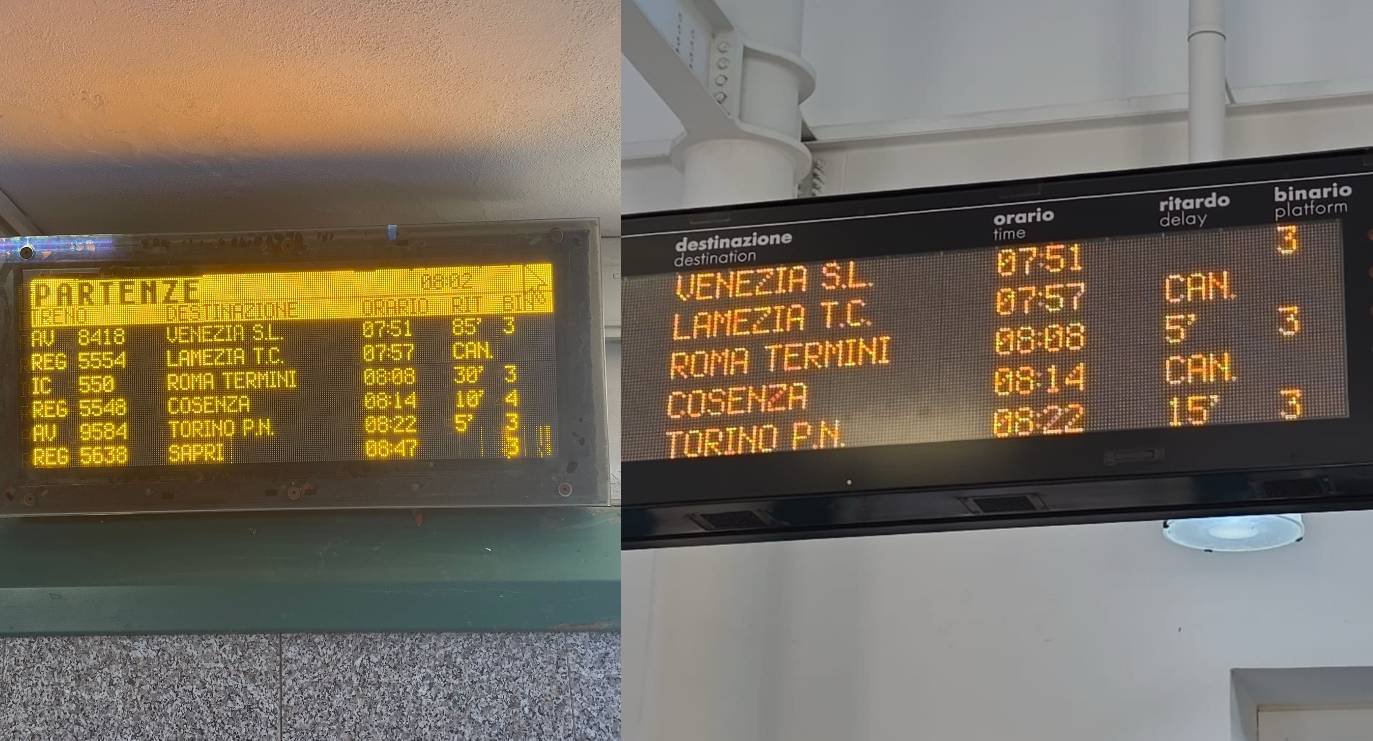 PARTENZE 08:02
TRENO DESTINAZIONE ORARIO RIT BIN
AV 8418 VENEZIA S.L. 07:51 85' 3
REG 5554 LAMEZIA T.C. 07:57 CAN.
IC 550 ROMA TERMINI 08:08 30' 3
REG 5548 COSENZA 08:14 10' 4
AV 9584 TORINO P.N. 08:22 5' 3
REG 5638 SAPRI 08:47 3
destinazione orario ritardo binario
destination time delay platform
VENEZIA S.L. 07:51 3
LAMEZIA T.C. 07:57 CAN.
ROMA TERMINI 08:08 5' 3
COSENZA 08:14 CAN.
TORINO P.N. 08:22 15' 3